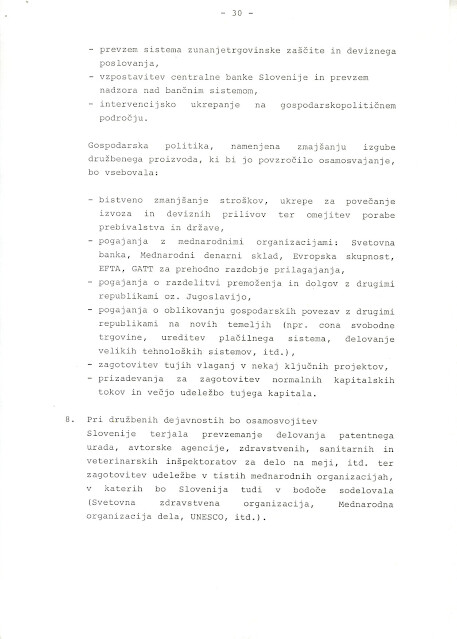 - 30 -
- prevzem sistema zunanjetrgovinske zaščite in deviznega
poslovanja,
- vzpostavitev centralne banke Slovenije in prevzem
nadzora nad bančnim sistemom,
- intervencijsko ukrepanje na gospodarskopolitičnem
področju.
Gospodarska politika, namenjena zmajšanju izgube
družbenega proizvoda, ki bi jo povzročilo osamosvajanje,
bo vsebovala:
- bistveno zmanjšanje stroškov, ukrepe za povečanje
izvoza in deviznih prilivov ter omejitev porabe
prebivalstva in države,
- pogajanja z mednarodnimi organizacijami: Svetovna
banka, Mednarodni denarni sklad, Evropska skupnost,
EFTA, GATT za prehodno razdobje prilagajanja,
- pogajanja o razdelitvi premoženja in dolgov z drugimi
republikami oz. Jugoslavijo,
- pogajanja o oblikovanju gospodarskih povezav z drugimi
republikami na novih temeljih (npr. cona svobodne
trgovine, ureditev plačilnega sistema, delovanje
velikih tehnoloških sistemov, itd.),
- zagotovitev tujih vlaganj v nekaj ključnih projektov,
- prizadevanja za zagotovitev normalnih kapitalskih
tokov in večjo udeležbo tujega kapitala.
8. Pri družbenih dejavnostih bo osamosvojitev
Slovenije terjala prevzemanje delovanja patentnega
urada, avtorske agencije, zdravstvenih, sanitarnih in
veterinarskih inšpektoratov za delo na meji, itd. ter
zagotovitev udeležbe v tistih mednarodnih organizacijah,
v katerih bo Slovenija tudi v bodoče sodelovala
(Svetovna zdravstvena organizacija, Mednarodna
organizacija dela, UNESCO, itd.).